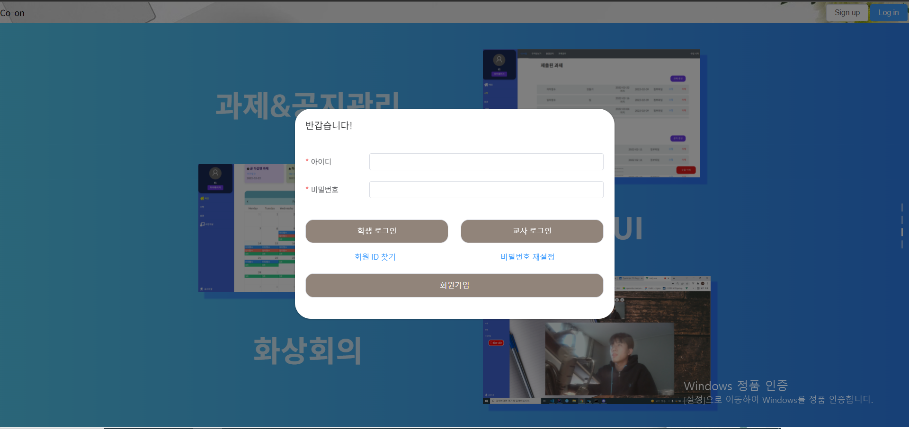 Co on
Sign up
Log in
과제&공지관리
반갑습니다!
* 아이디
* 비밀번호
학생 로그인
교사 로그인
회원 ID 찾기
비밀번호 재설정
회원가입
UI
화상회의
Windows 정품 인증
[설정]으로 이동하여 Windows를 정품 인증합니다.